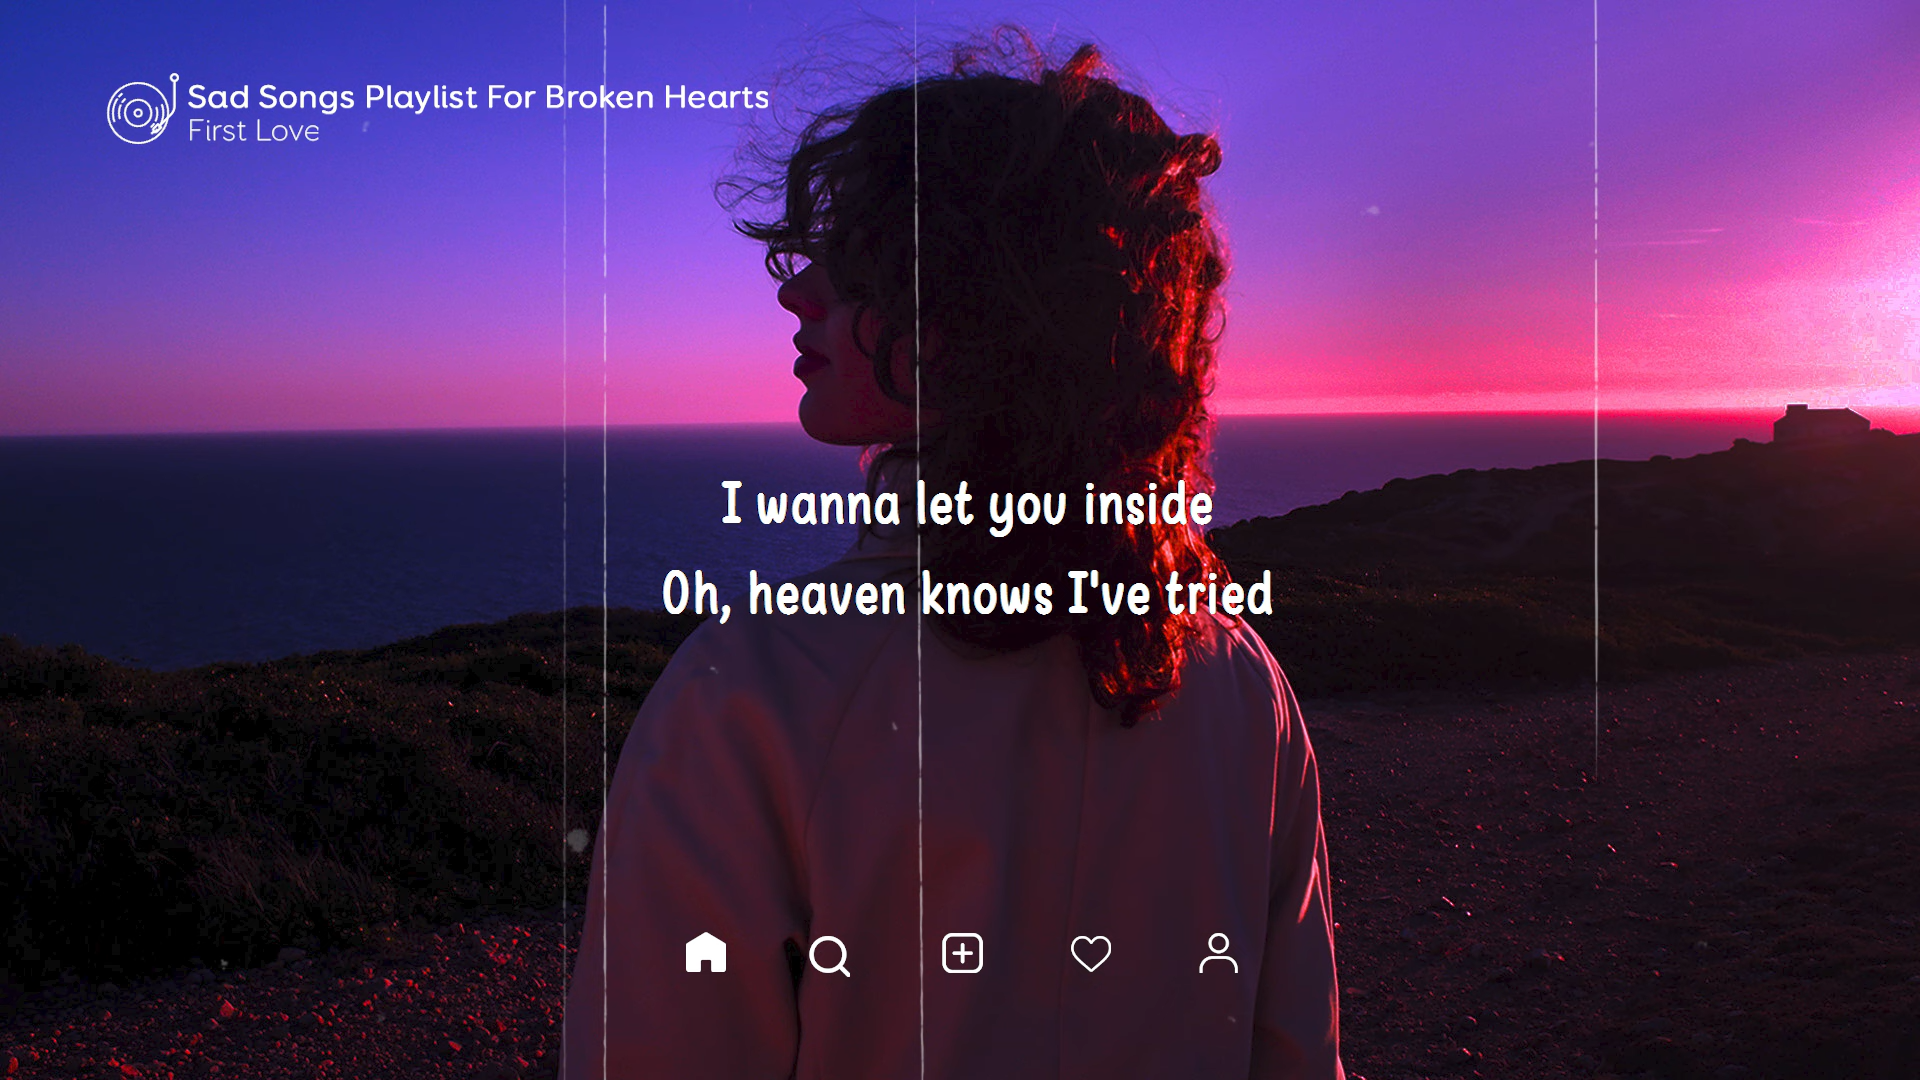 Sad Songs Playlist For Broken Hearts
First Love
I wanna let you inside
Oh, heaven knows I've tried